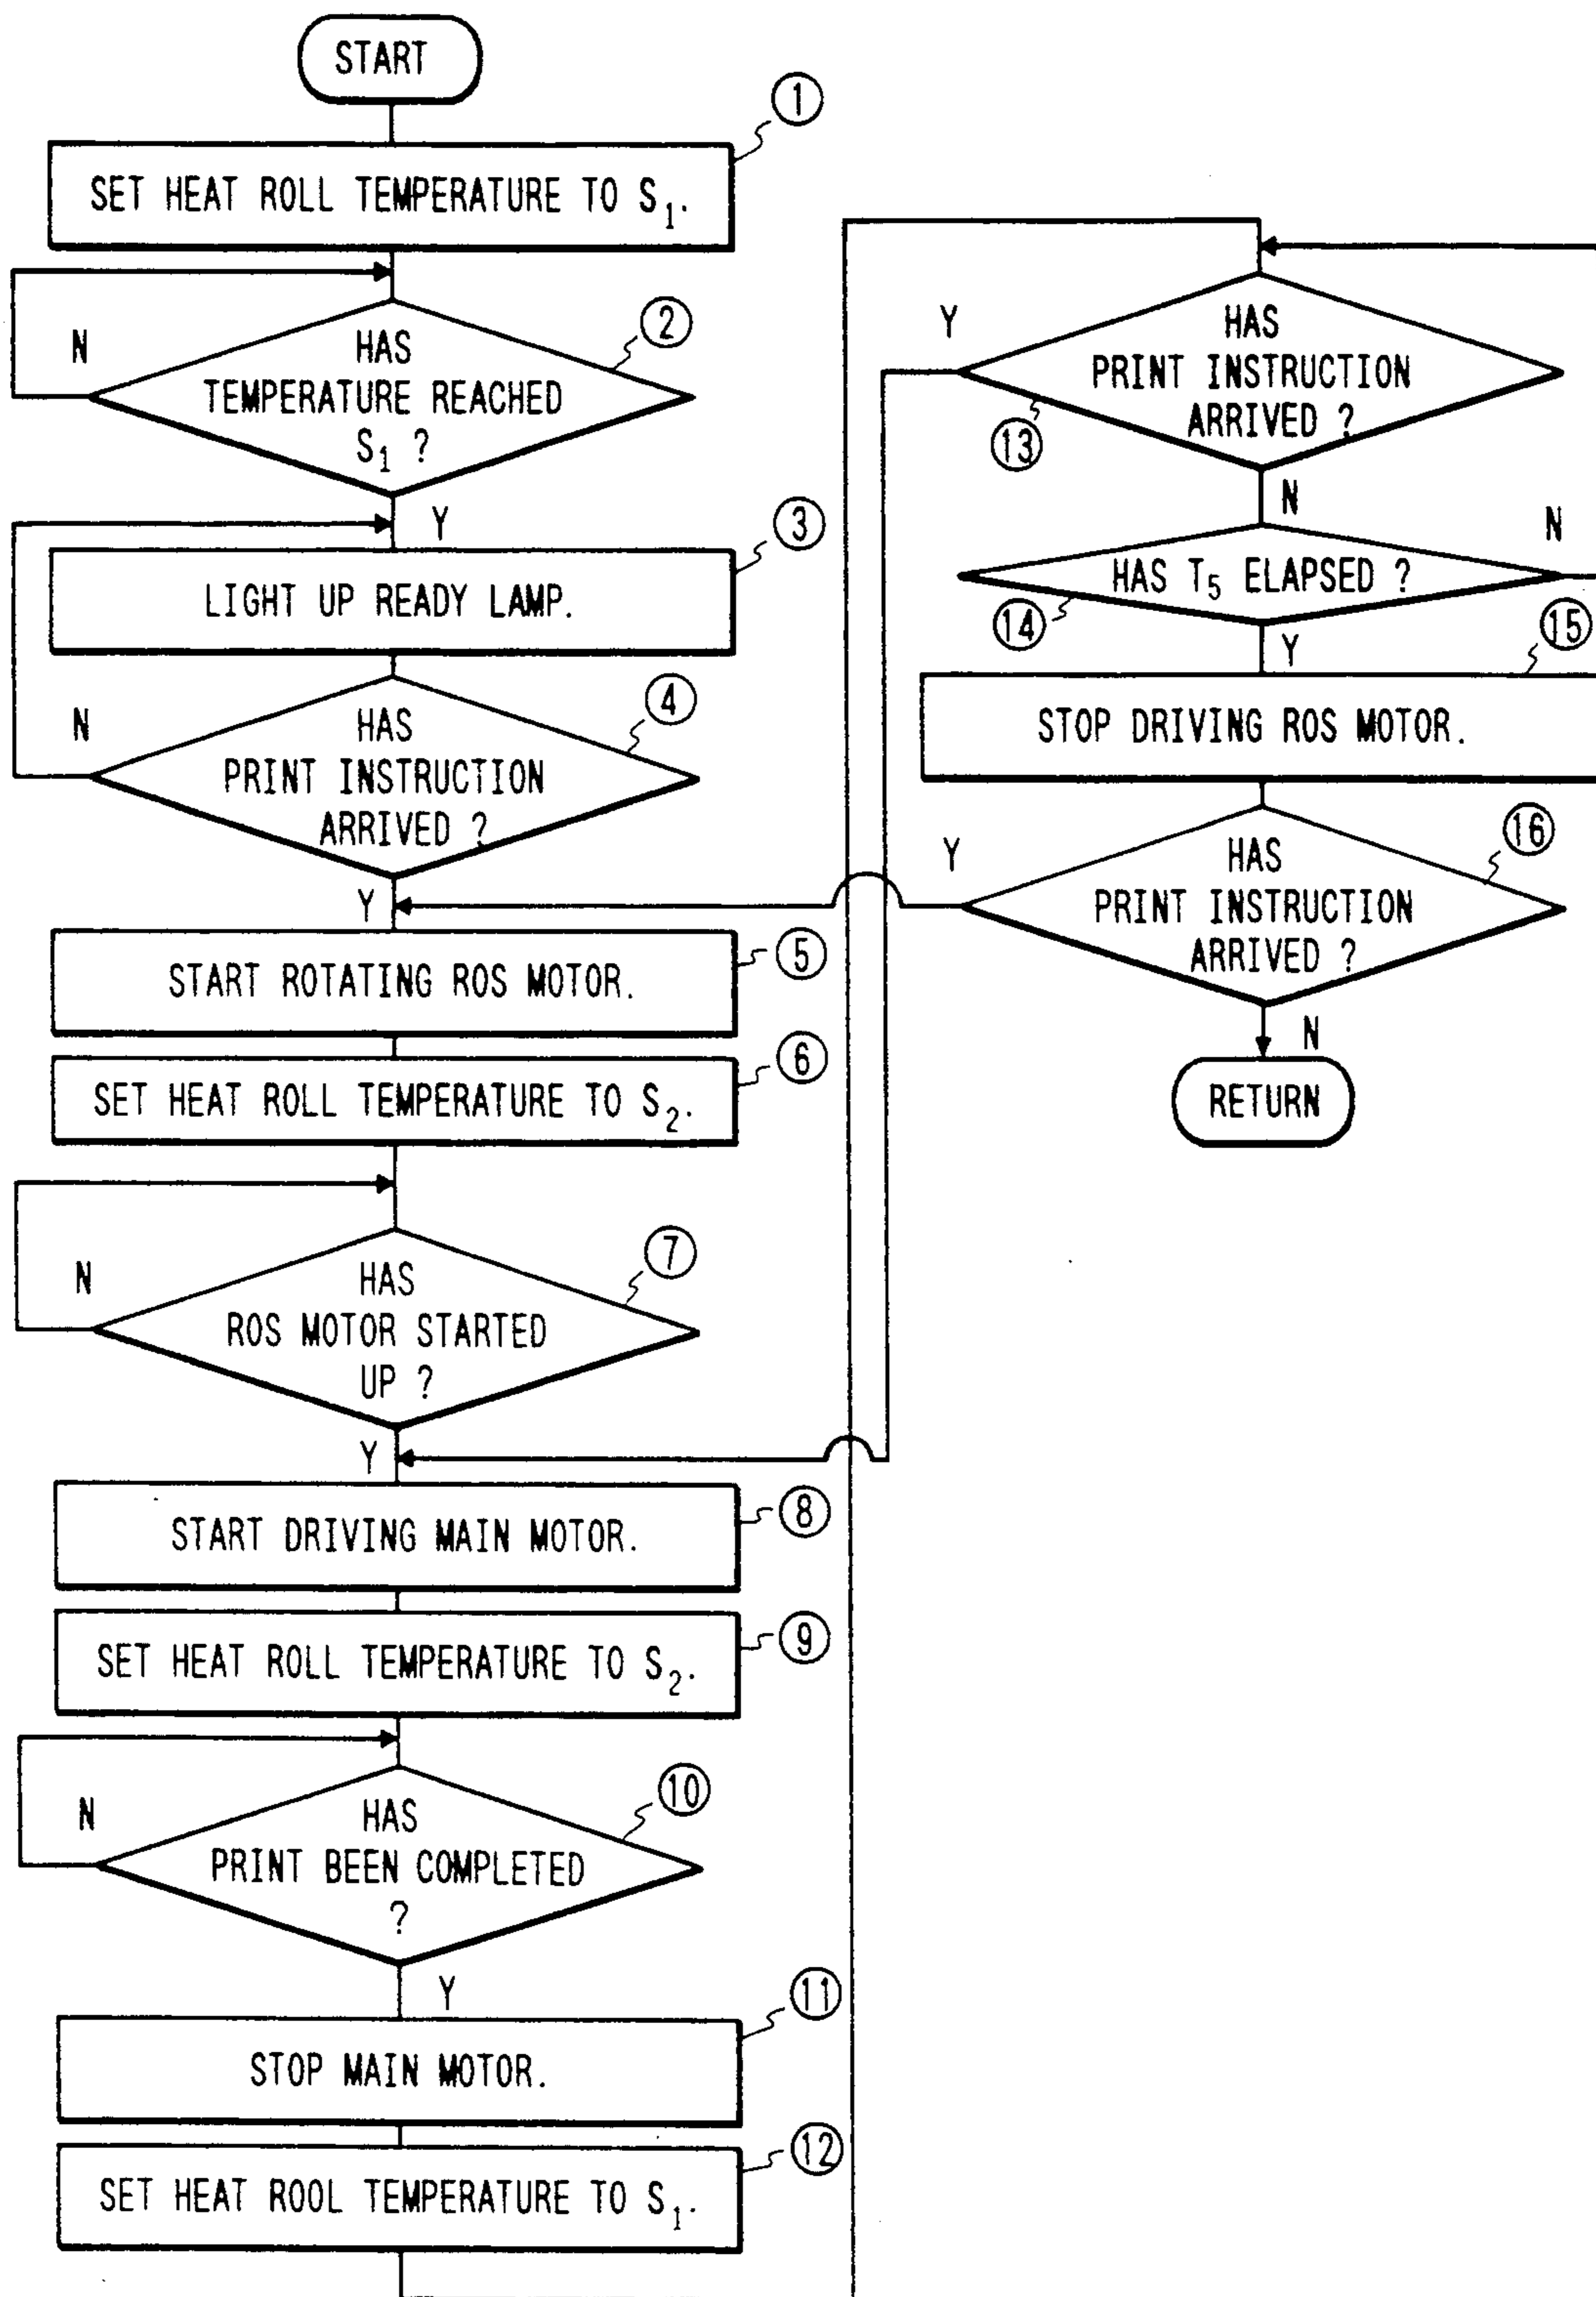 START
①
SET HEAT ROLL TEMPERATURE TO S₁.
②
N
HAS
TEMPERATURE REACHED
S₁ ?
Y
③
LIGHT UP READY LAMP.
④
N
HAS
PRINT INSTRUCTION
ARRIVED ?
Y
⑤
START ROTATING ROS MOTOR.
⑥
SET HEAT ROLL TEMPERATURE TO S₂.
⑦
N
HAS
ROS MOTOR STARTED
UP ?
Y
⑧
START DRIVING MAIN MOTOR.
⑨
SET HEAT ROLL TEMPERATURE TO S₂.
⑩
N
HAS
PRINT BEEN COMPLETED
?
Y
⑪
STOP MAIN MOTOR.
⑫
SET HEAT ROOL TEMPERATURE TO S₁.
Y
HAS
PRINT INSTRUCTION
ARRIVED ?
⑬
N
N
HAS T₅ ELAPSED ?
⑭
Y
⑮
STOP DRIVING ROS MOTOR.
⑯
Y
HAS
PRINT INSTRUCTION
ARRIVED ?
N
RETURN